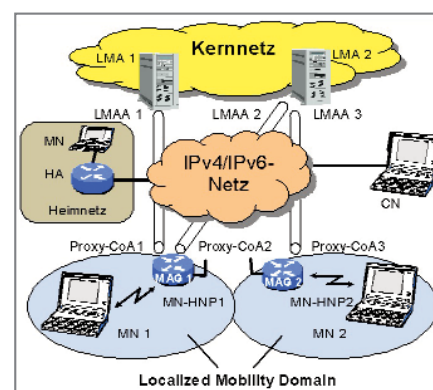 Kernnetz
LMA 1
LMA 2
LMAA 1
LMAA 2
LMAA 3
MN
HA
Heimnetz
IPv4/IPv6-
Netz
CN
Proxy-CoA1
Proxy-CoA2
Proxy-CoA3
MAG 1
MAG 2
MN-HNP1
MN-HNP2
MN 1
MN 2
Localized Mobility Domain